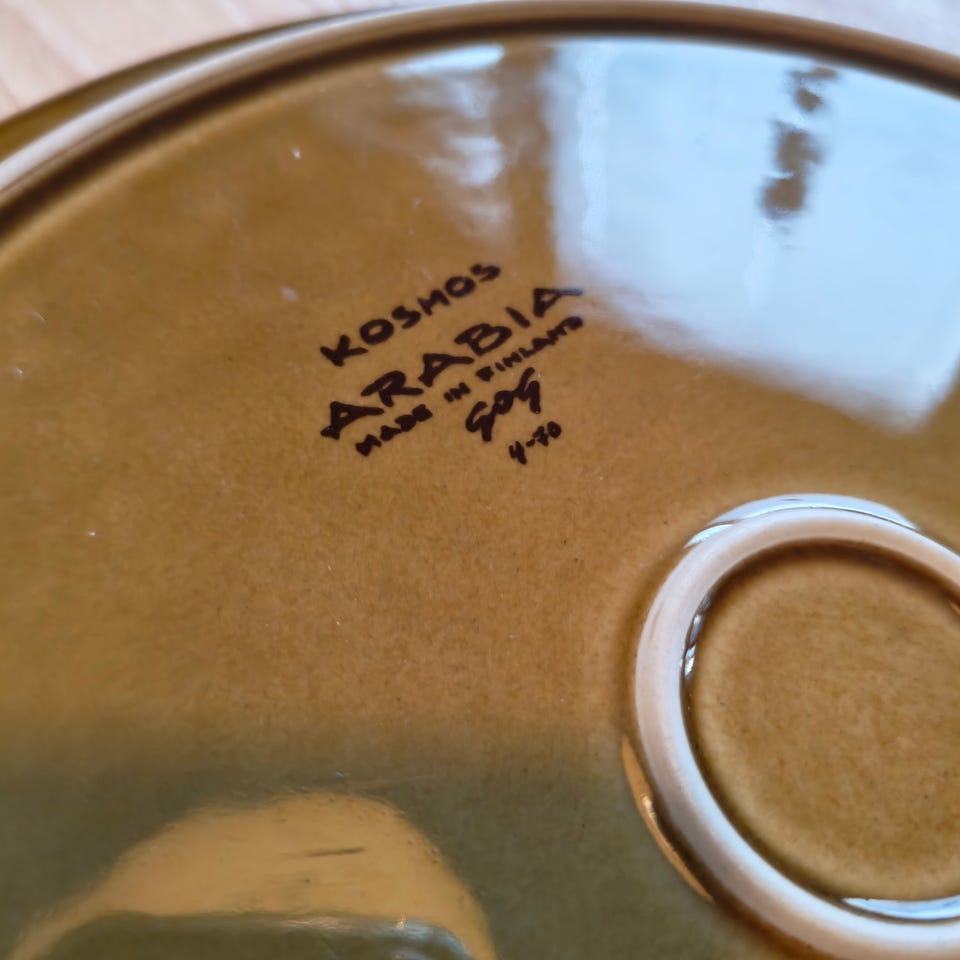 KOSMOS
ARABIA
MADE IN FINLAND
GOG
4-70